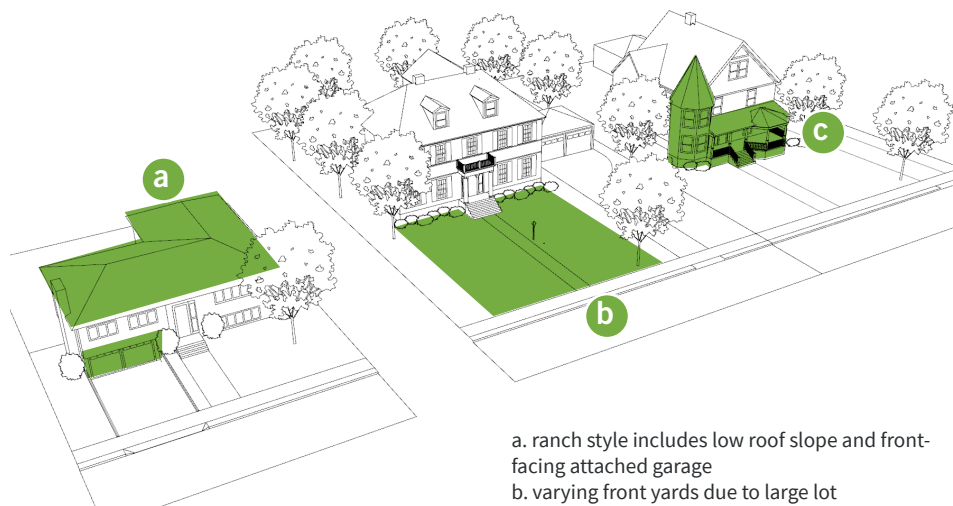 a
c
b
a. ranch style includes low roof slope and front-
facing attached garage
b. varying front yards due to large lot